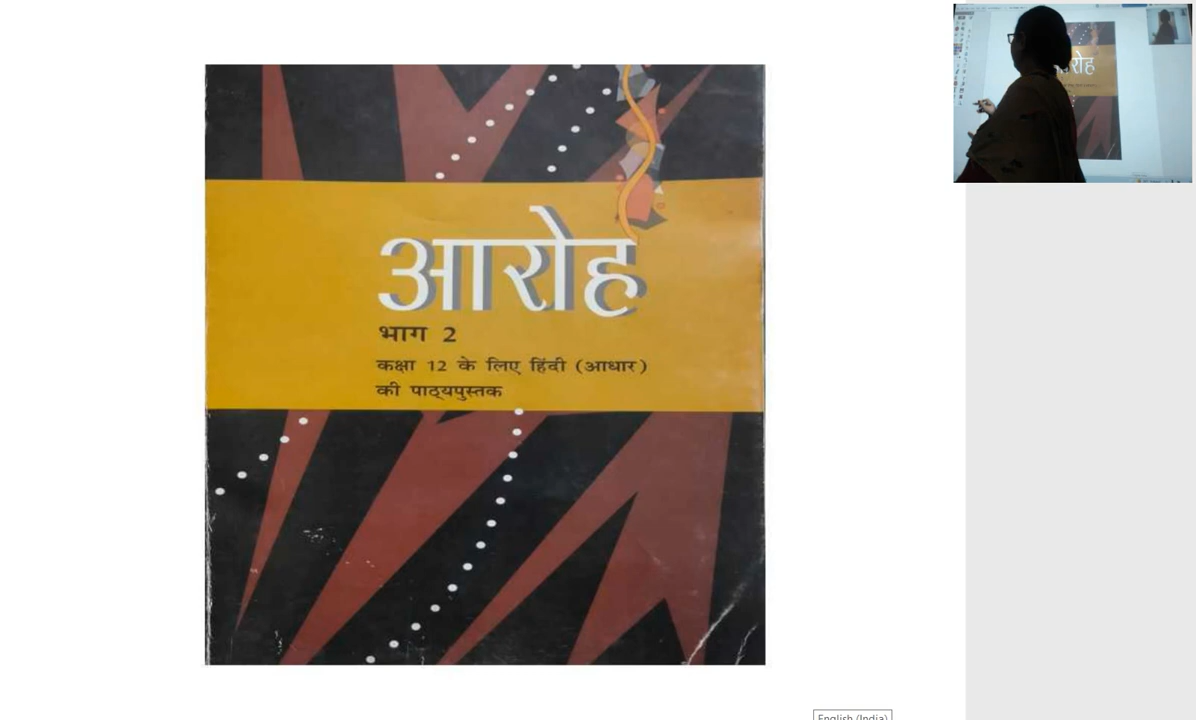 आरोह
भाग 2
कक्षा 12 के लिए हिंदी (आधार)
की पाठ्यपुस्तक
English (India)